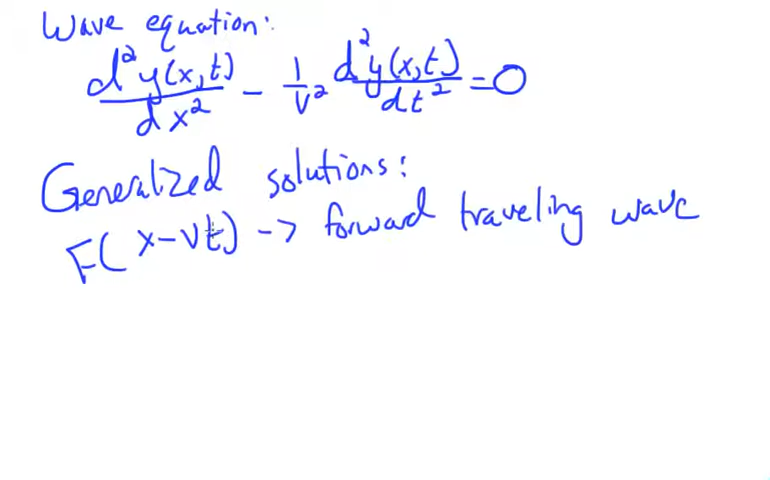 Wave equation:
d²y(x,t)/dx² - 1/v² d²y(x,t)/dt² = 0
Generalized solutions:
F(x-vt) -> forward traveling wave